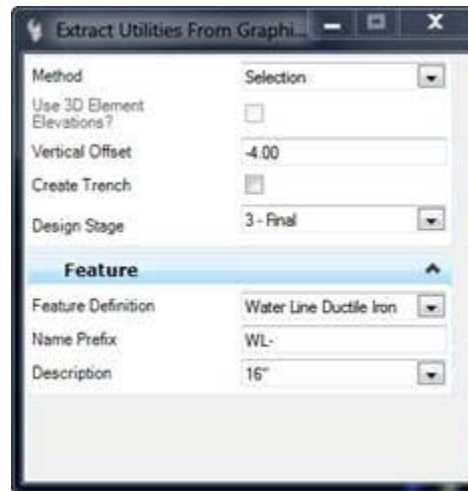 Extract Utilities From Graphi...
Method Selection
Use 3D Element
Elevations?
Vertical Offset -4.00
Create Trench
Design Stage 3 - Final
Feature
Feature Definition Water Line Ductile Iron
Name Prefix WL-
Description 16"